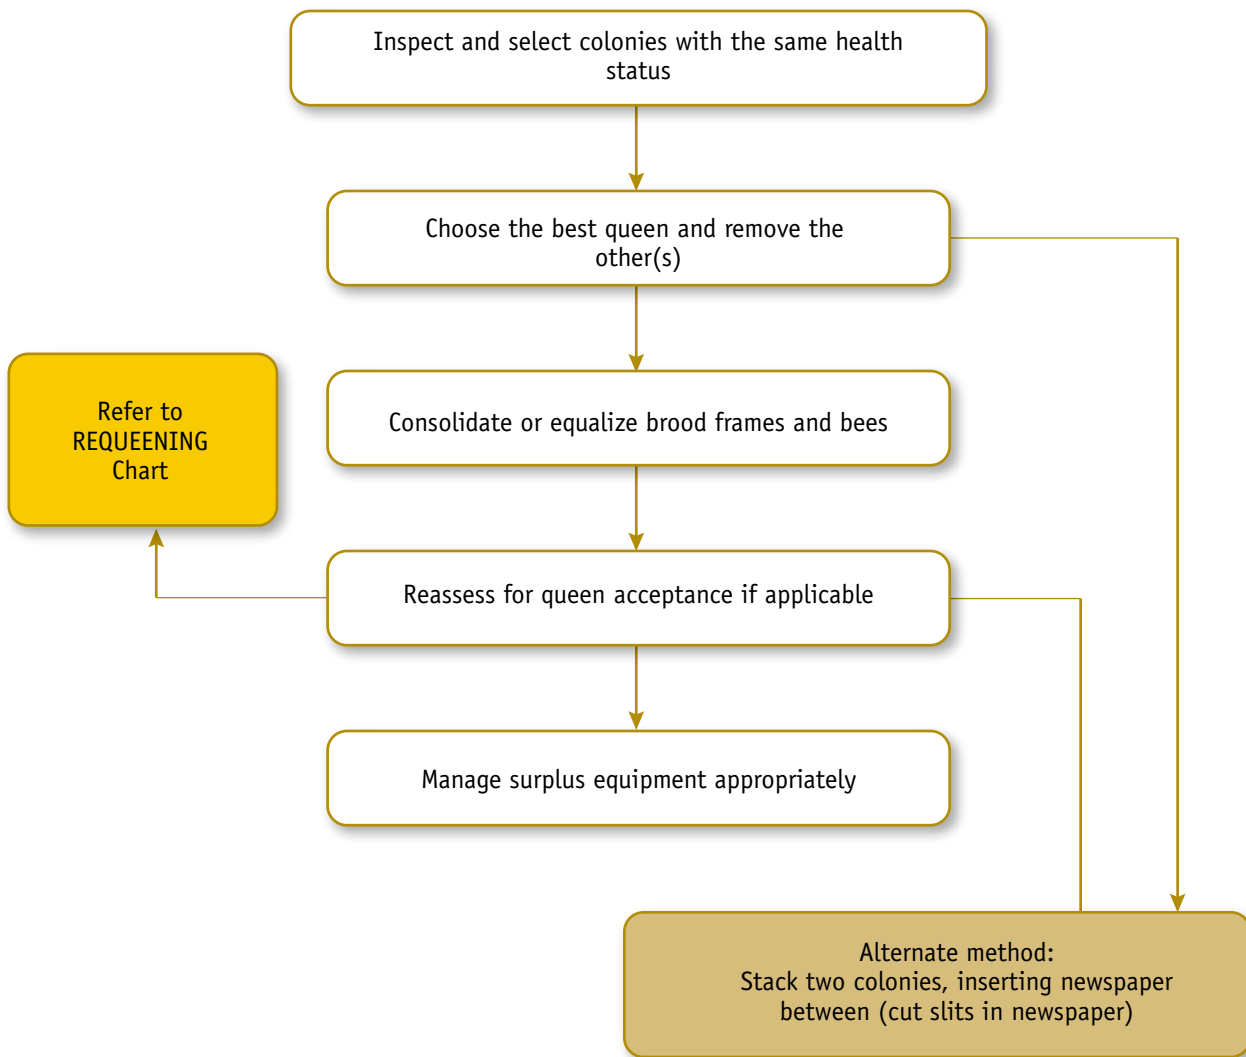 Inspect and select colonies with the same health
status
Choose the best queen and remove the
other(s)
Consolidate or equalize brood frames and bees
Refer to
REQUEENING
Chart
Reassess for queen acceptance if applicable
Manage surplus equipment appropriately
Alternate method:
Stack two colonies, inserting newspaper
between (cut slits in newspaper)